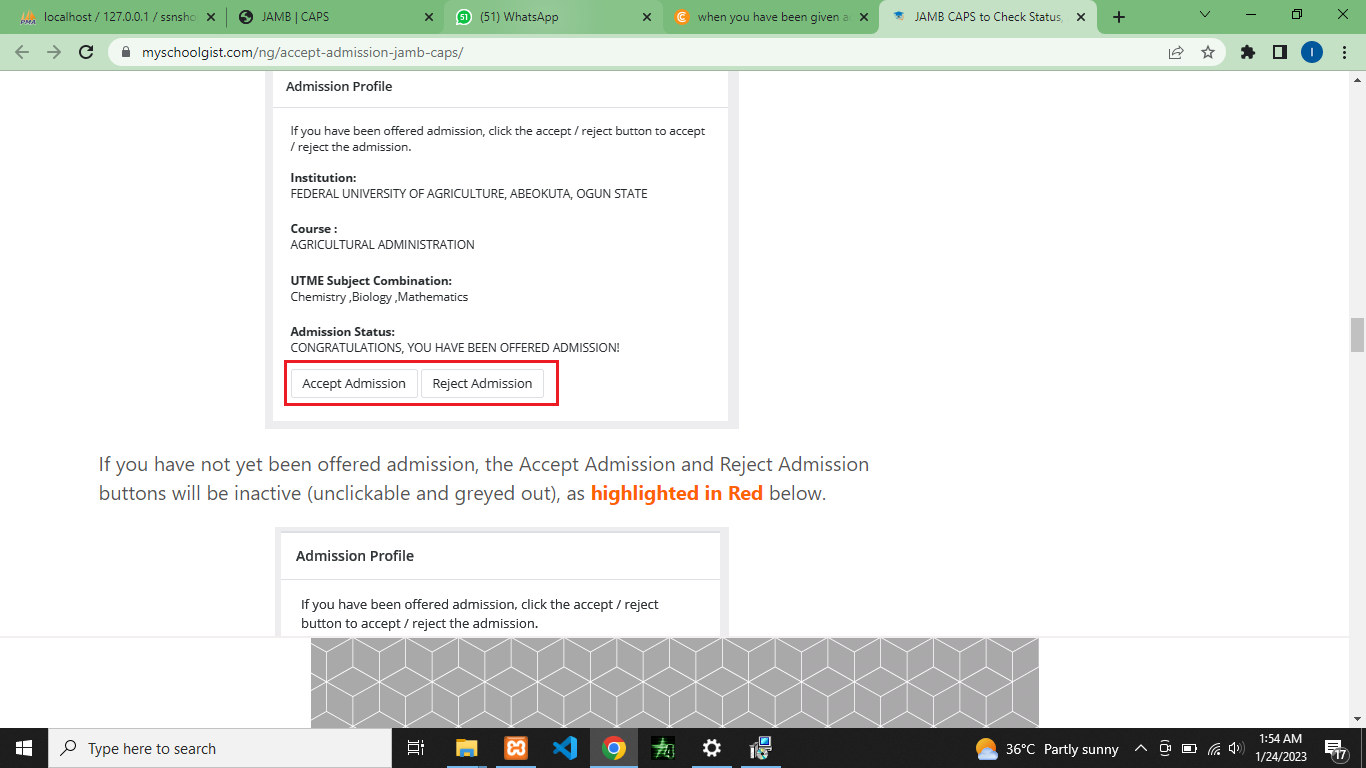 localhost / 127.0.0.1 / ssnsho
JAMB | CAPS
(51) WhatsApp
when you have been given a
JAMB CAPS to Check Status,
myschoolgist.com/ng/accept-admission-jamb-caps/
I
Admission Profile
If you have been offered admission, click the accept / reject button to accept
/ reject the admission.
Institution:
FEDERAL UNIVERSITY OF AGRICULTURE, ABEOKUTA, OGUN STATE
Course :
AGRICULTURAL ADMINISTRATION
UTME Subject Combination:
Chemistry ,Biology ,Mathematics
Admission Status:
CONGRATULATIONS, YOU HAVE BEEN OFFERED ADMISSION!
Accept Admission Reject Admission
If you have not yet been offered admission, the Accept Admission and Reject Admission
buttons will be inactive (unclickable and greyed out), as highlighted in Red below.
Admission Profile
If you have been offered admission, click the accept / reject
button to accept / reject the admission.
Type here to search
36°C Partly sunny
1:54 AM
1/24/2023
17